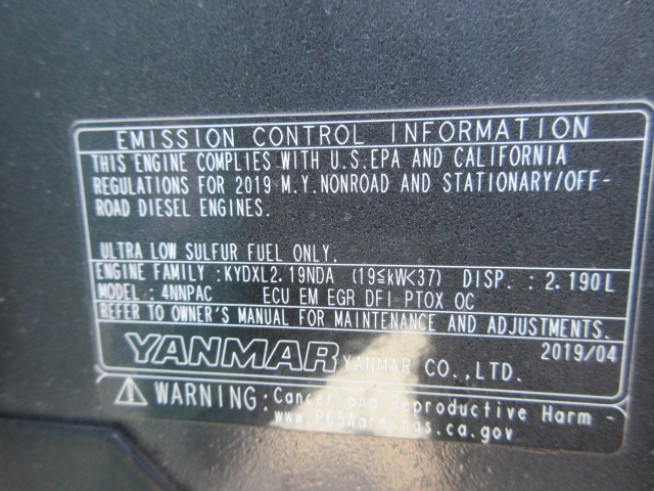 EMISSION CONTROL INFORMATION
THIS ENGINE COMPLIES WITH U.S.EPA AND CALIFORNIA
REGULATIONS FOR 2019 M.Y.NONROAD AND STATIONARY/OFF-
ROAD DIESEL ENGINES.
ULTRA LOW SULFUR FUEL ONLY.
ENGINE FAMILY :KYDXL2.19NDA (19≦kW<37) DISP. :2.190L
MODEL :4NNPAC ECU EM EGR DFI PTOX OC
REFER TO OWNER'S MANUAL FOR MAINTENANCE AND ADJUSTMENTS.
2019/04
YANMAR YANMAR CO.,LTD.
WARNING:Cancer and Reproductive Harm -
www.P65Warnings.ca.gov